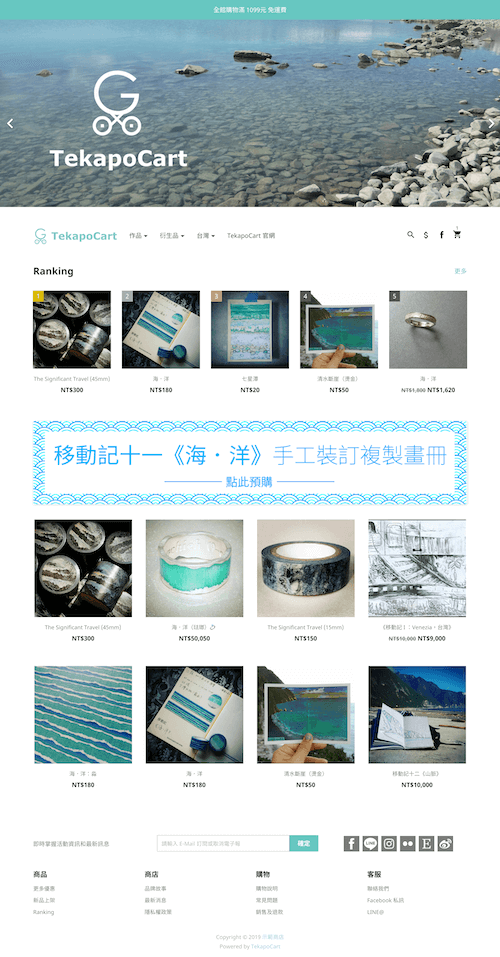 全館購物滿 1099元 免運費
TekapoCart
TekapoCart 作品 衍生品 台灣 TekapoCart 官網
Ranking 更多
1 2 3 4 5
The Significant Travel (45mm) 海．洋 七星潭 清水斷崖（燙金） 海．洋
NT$300 NT$180 NT$20 NT$50 NT$1,800 NT$1,620
移動記十一《海．洋》手工裝訂複製畫冊
點此預購
The Significant Travel (45mm) 海．洋 The Significant Travel (15mm) 《移動記 I：Venezia，台灣》
NT$300 NT$50,050 NT$150 NT$10,000 NT$9,000
海．洋：森 海．洋 清水斷崖（燙金） 移動記十二《山旅》
NT$180 NT$180 NT$50 NT$10,000
即時掌握活動資訊和最新訊息 請輸入 E-Mail 訂閱或取消電子報 確定
LINE
商品 商店 購物 客服
更多優惠 品牌故事 購物說明 聯絡我們
新品上架 最新消息 常見問題 Facebook 私訊
Ranking 隱私權政策 銷售及退款 LINE@
Copyright © 2019
Powered by TekapoCart